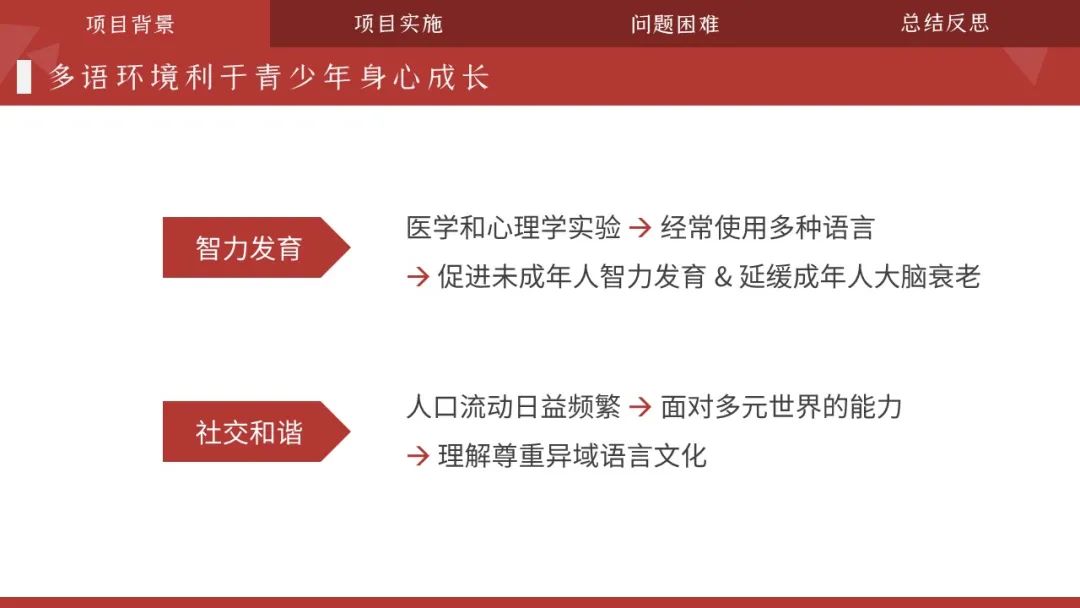 项目背景 项目实施 问题困难 总结反思
多语环境利于青少年身心成长
智力发育
医学和心理学实验 → 经常使用多种语言
→ 促进未成年人智力发育 & 延缓成年人大脑衰老
社交和谐
人口流动日益频繁 → 面对多元世界的能力
→ 理解尊重异域语言文化